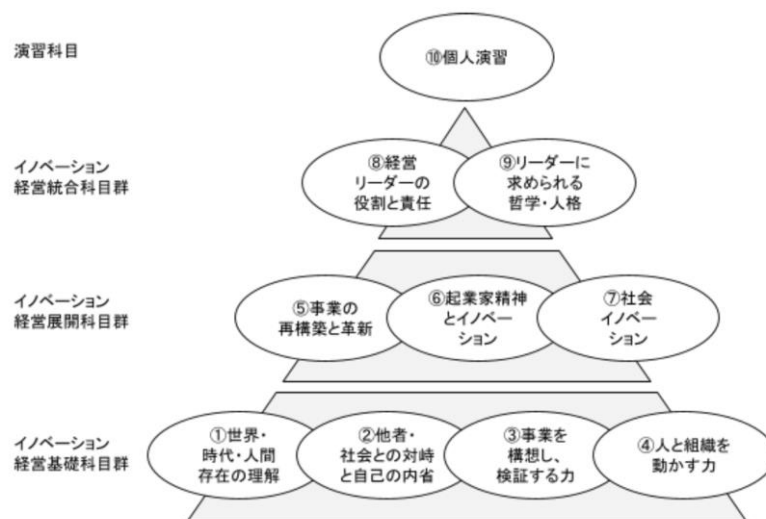 演習科目
⑩個人演習
イノベーション
経営統合科目群
⑧経営
リーダーの
役割と責任
⑨リーダーに
求められる
哲学・人格
イノベーション
経営展開科目群
⑤事業の
再構築と革新
⑥起業家精神
とイノベー
ション
⑦社会
イノベー
ション
イノベーション
経営基礎科目群
①世界・
時代・人間
存在の理解
②他者・
社会との対峙
と自己の内省
③事業を
構想し、
検証する力
④人と組織を
動かす力